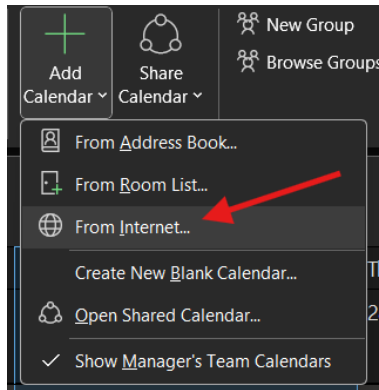 Add
Calendar
Share
Calendar
New Group
Browse Groups
From Address Book...
From Room List...
From Internet...
Create New Blank Calendar...
Open Shared Calendar...
Show Manager's Team Calendars
2